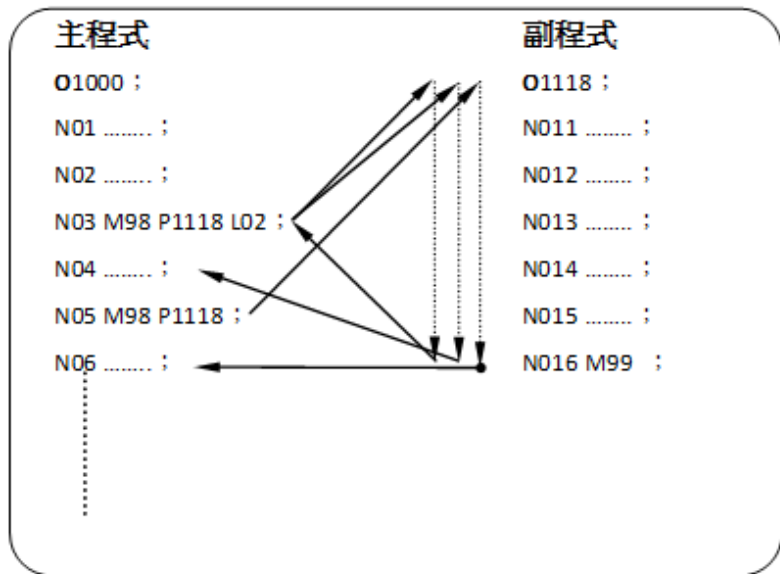 主程式
O1000；
N01 ........；
N02 ........；
N03 M98 P1118 L02；
N04 ........；
N05 M98 P1118；
N06 ........；
副程式
O1118；
N011 ........；
N012 ........；
N013 ........；
N014 ........；
N015 ........；
N016 M99 ；